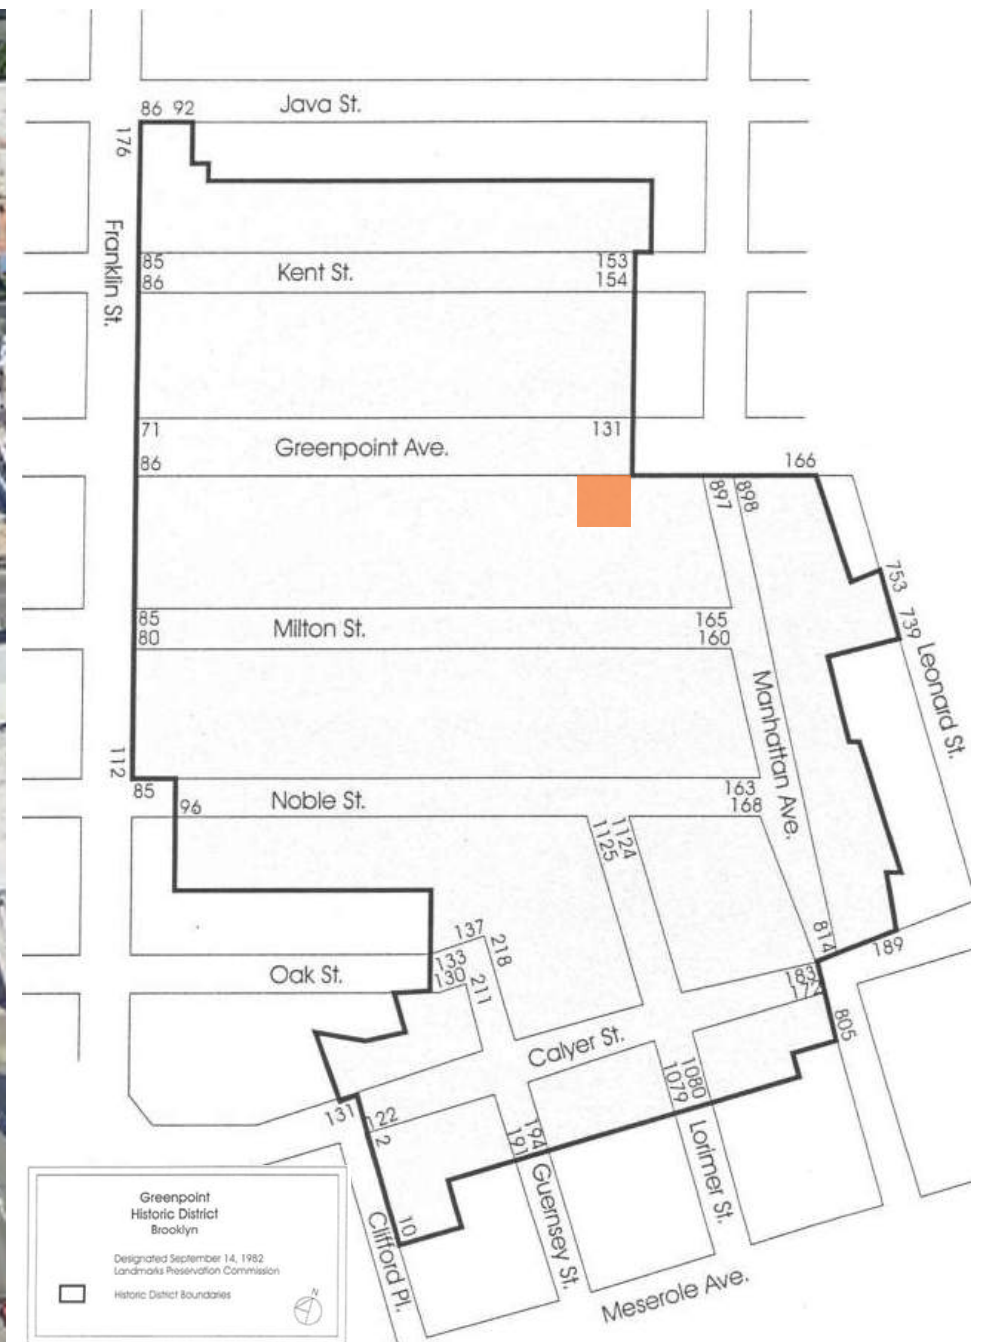 Java St.
86 92
176
Franklin St.
85
Kent St.
153
86
154
71
Greenpoint Ave.
131
86
166
897
898
753
739
Leonard St.
85
Milton St.
165
80
160
Manhattan Ave.
112
85
Noble St.
163
96
168
1124
1125
137
218
133
Oak St.
130
211
814
189
183
172
805
Calyer St.
1080
1079
131
122
2
194
191
Lorimer St.
Guernsey St.
10
Clifford Pl.
Meserole Ave.
Greenpoint
Historic District
Brooklyn
Designated September 14, 1982
Landmarks Preservation Commission
Historic District Boundaries
N